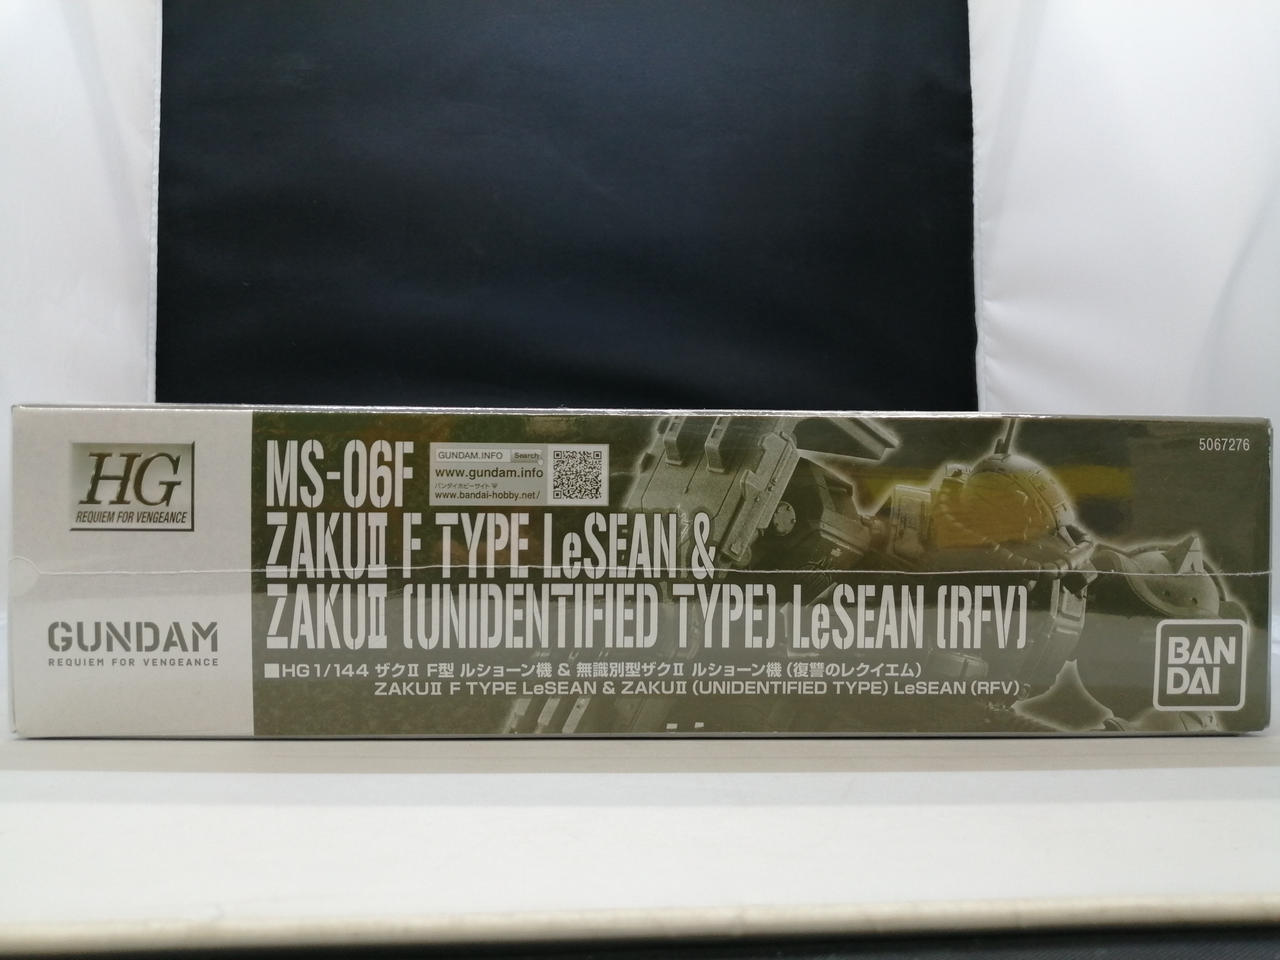 HG
REQUIEM FOR VENGEANCE
GUNDAM
REQUIEM FOR VENGEANCE
MS-06F
GUNDAM.INFO Search
www.gundam.info
バンダイホビーサイト
www.bandai-hobby.net/
ZAKUⅡ F TYPE LeSEAN &
ZAKUⅡ (UNIDENTIFIED TYPE) LeSEAN (RFV)
■HG 1/144 ザクⅡ F型 ルショーン機 & 無識別型ザクⅡ ルショーン機 (復讐のレクイエム)
ZAKUⅡ F TYPE LeSEAN & ZAKUⅡ (UNIDENTIFIED TYPE) LeSEAN (RFV)
5067276
BAN
DAI